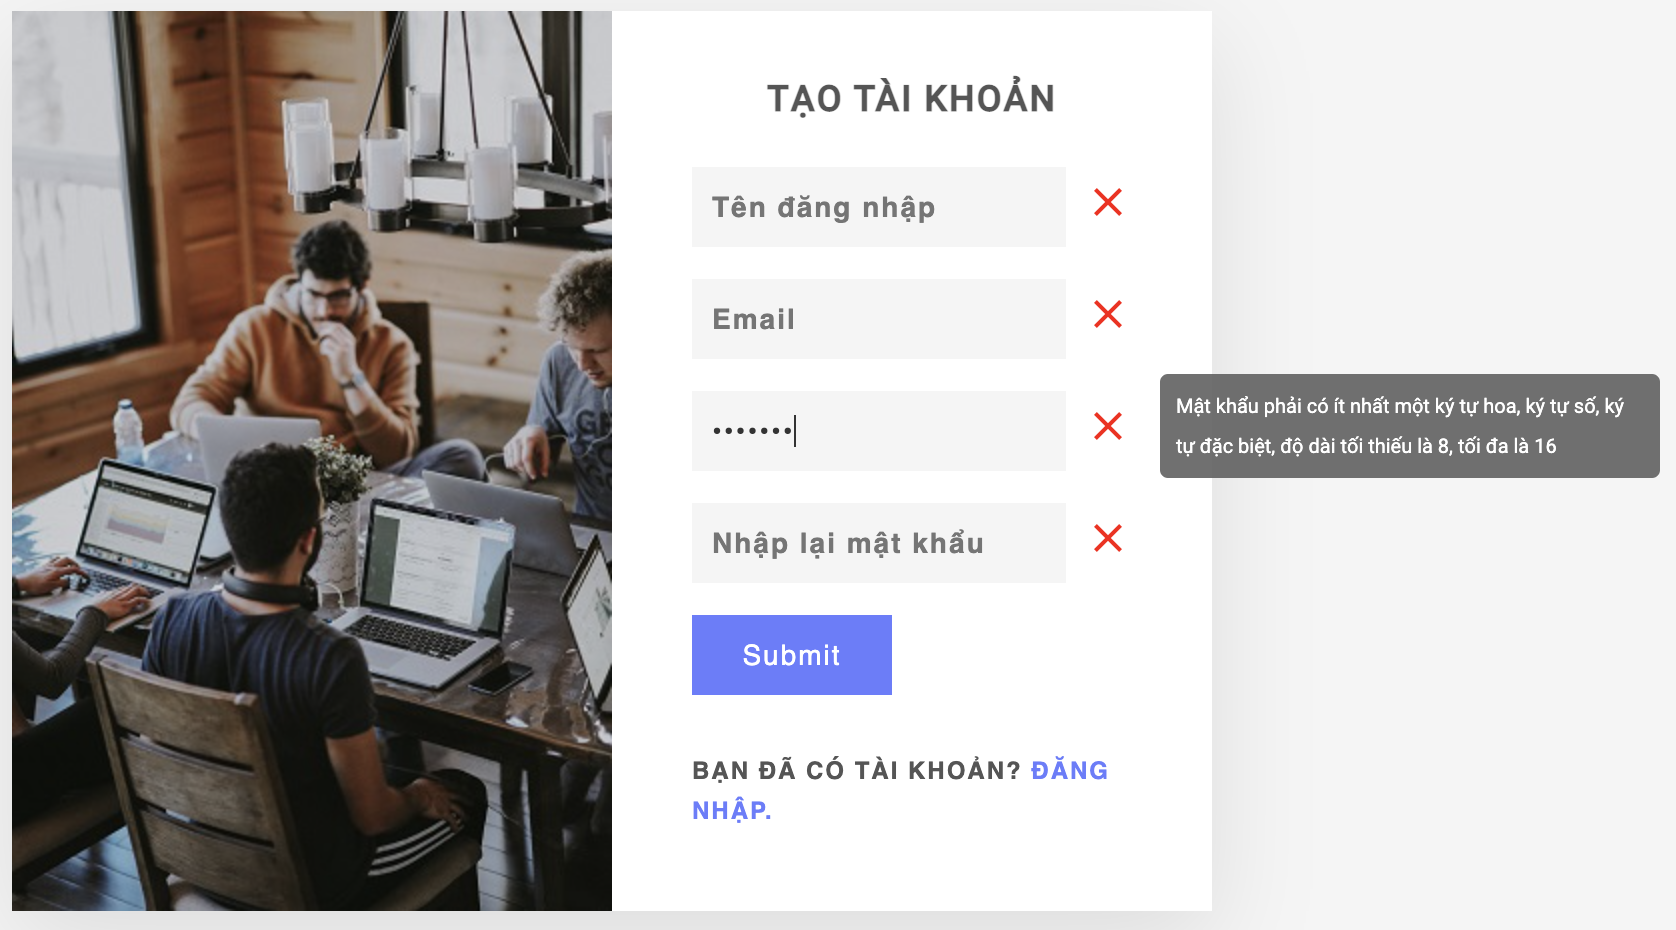 TẠO TÀI KHOẢN
Tên đăng nhập
Email
•••••••
Mật khẩu phải có ít nhất một ký tự hoa, ký tự số, ký
tự đặc biệt, độ dài tối thiếu là 8, tối đa là 16
Nhập lại mật khẩu
Submit
BẠN ĐÃ CÓ TÀI KHOẢN? ĐĂNG
NHẬP.